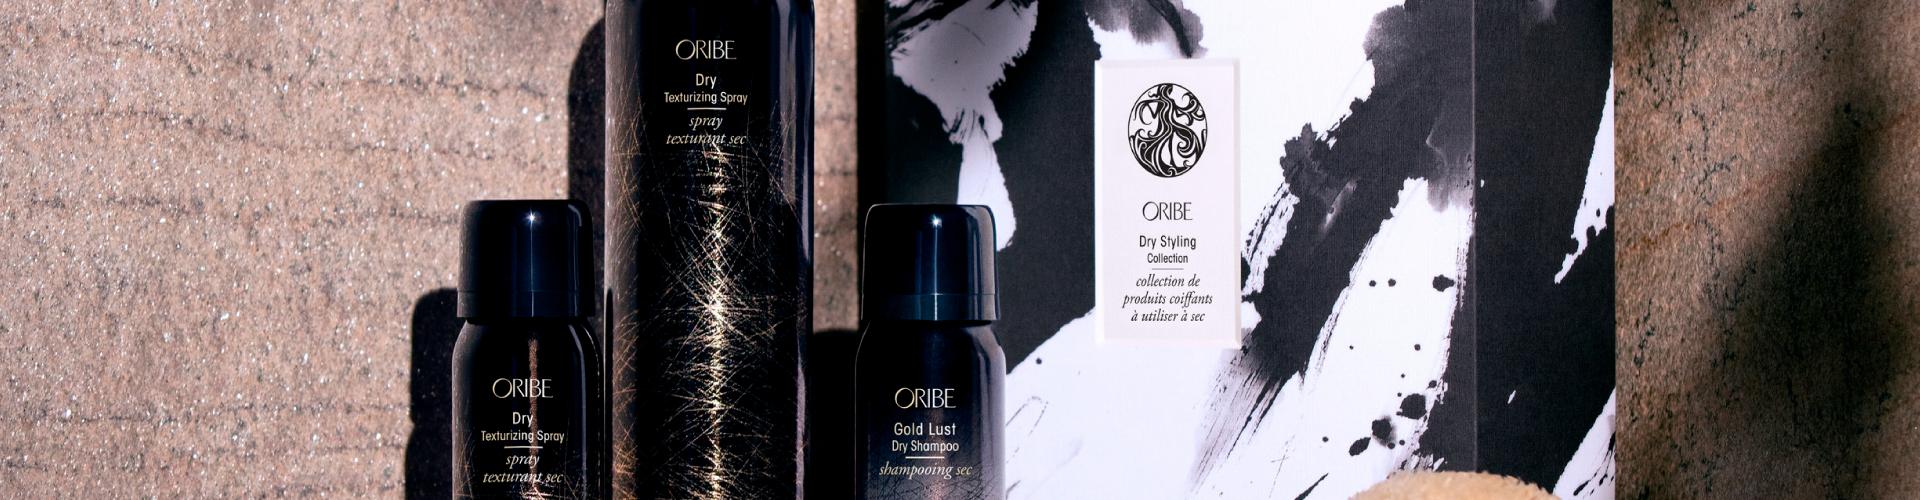 ORIBE
Dry
Texturizing Spray
spray
texturant sec
ORIBE
Dry
Texturizing Spray
spray
texturant sec
ORIBE
Gold Lust
Dry Shampoo
shampooing sec
ORIBE
Dry Styling
Collection
collection de
produits coiffants
à utiliser à sec